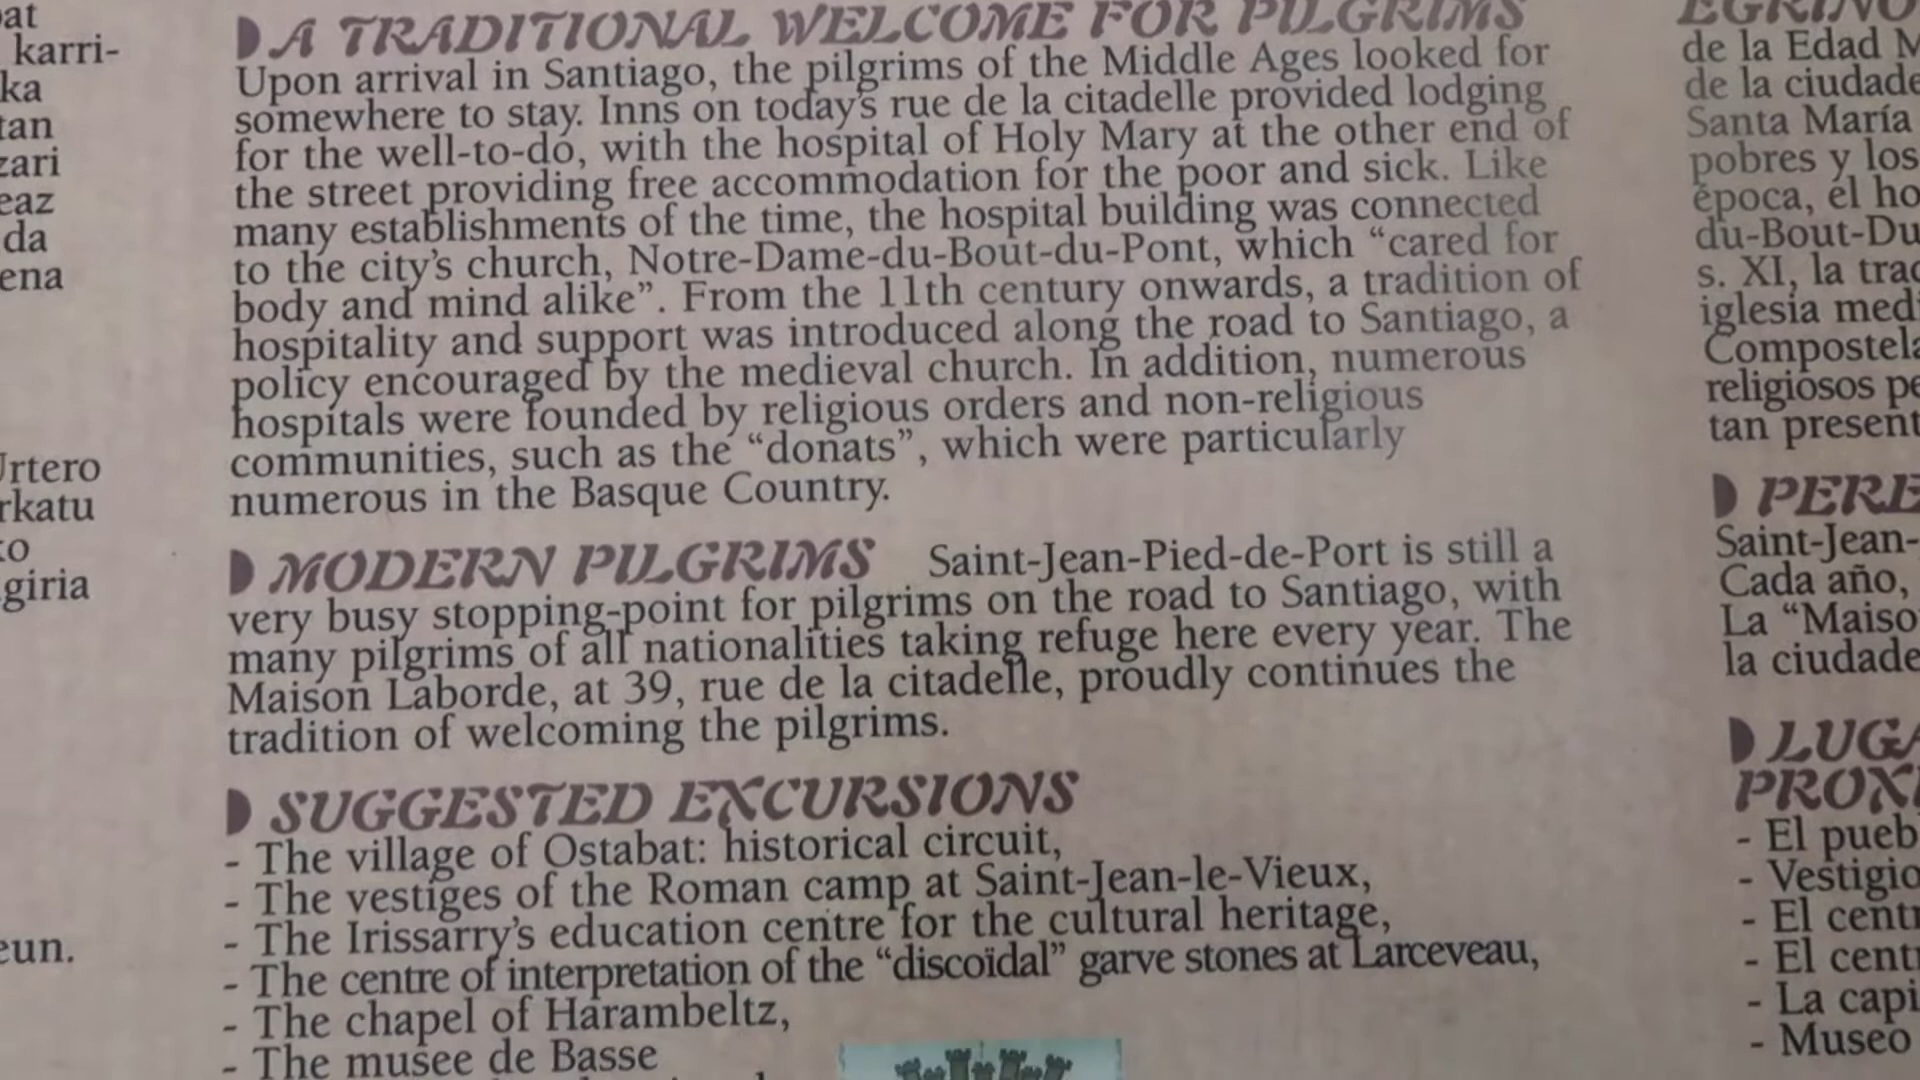 at
karri-
ka
tan
zari
eaz
da
ena
Urtero
rkatu
ko
giria
eun.
A TRADITIONAL WELCOME FOR PILGRIMS
Upon arrival in Santiago, the pilgrims of the Middle Ages looked for
somewhere to stay. Inns on today's rue de la citadelle provided lodging
for the well-to-do, with the hospital of Holy Mary at the other end of
the street providing free accommodation for the poor and sick. Like
many establishments of the time, the hospital building was connected
to the city's church, Notre-Dame-du-Bout-du-Pont, which “cared for
body and mind alike”. From the 11th century onwards, a tradition of
hospitality and support was introduced along the road to Santiago, a
policy encouraged by the medieval church. In addition, numerous
hospitals were founded by religious orders and non-religious
communities, such as the “donats”, which were particularly
numerous in the Basque Country.
MODERN PILGRIMS Saint-Jean-Pied-de-Port is still a
very busy stopping-point for pilgrims on the road to Santiago, with
many pilgrims of all nationalities taking refuge here every year. The
Maison Laborde, at 39, rue de la citadelle, proudly continues the
tradition of welcoming the pilgrims.
SUGGESTED EXCURSIONS
- The village of Ostabat: historical circuit,
- The vestiges of the Roman camp at Saint-Jean-le-Vieux,
- The Irissarry's education centre for the cultural heritage,
- The centre of interpretation of the “discoïdal” garve stones at Larceveau,
- The chapel of Harambeltz,
- The musee de Basse
EGRINO
de la Edad M
de la ciudade
Santa María
pobres y los
época, el ho
du-Bout-Du
s. XI, la trad
iglesia med
Compostela
religiosos pe
tan present
PERE
Saint-Jean-
Cada año,
La “Maiso
la ciudade
LUGA
PROXI
- El pueb
- Vestigio
- El centr
- El centr
- La capi
- Museo